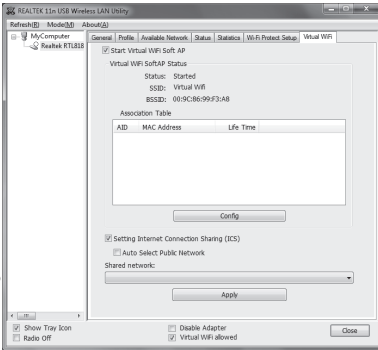 REALTEK 11n USB Wireless LAN Utility
Refresh(R) Mode(M) About(A)
MyComputer
Realtek RTL818
General Profile Available Network Status Statistics Wi-Fi Protect Setup Virtual WiFi
Start Virtual WiFi Soft AP
Virtual WiFi SoftAP Status
Status: Started
SSID: Virtual Wifi
BSSID: 00:9C:86:99:F3:A8
Association Table
AID MAC Address Life Time
Config
Setting Internet Connection Sharing (ICS)
Auto Select Public Network
Shared network:
Apply
Show Tray Icon
Radio Off
Disable Adapter
Virtual WiFi allowed
Close